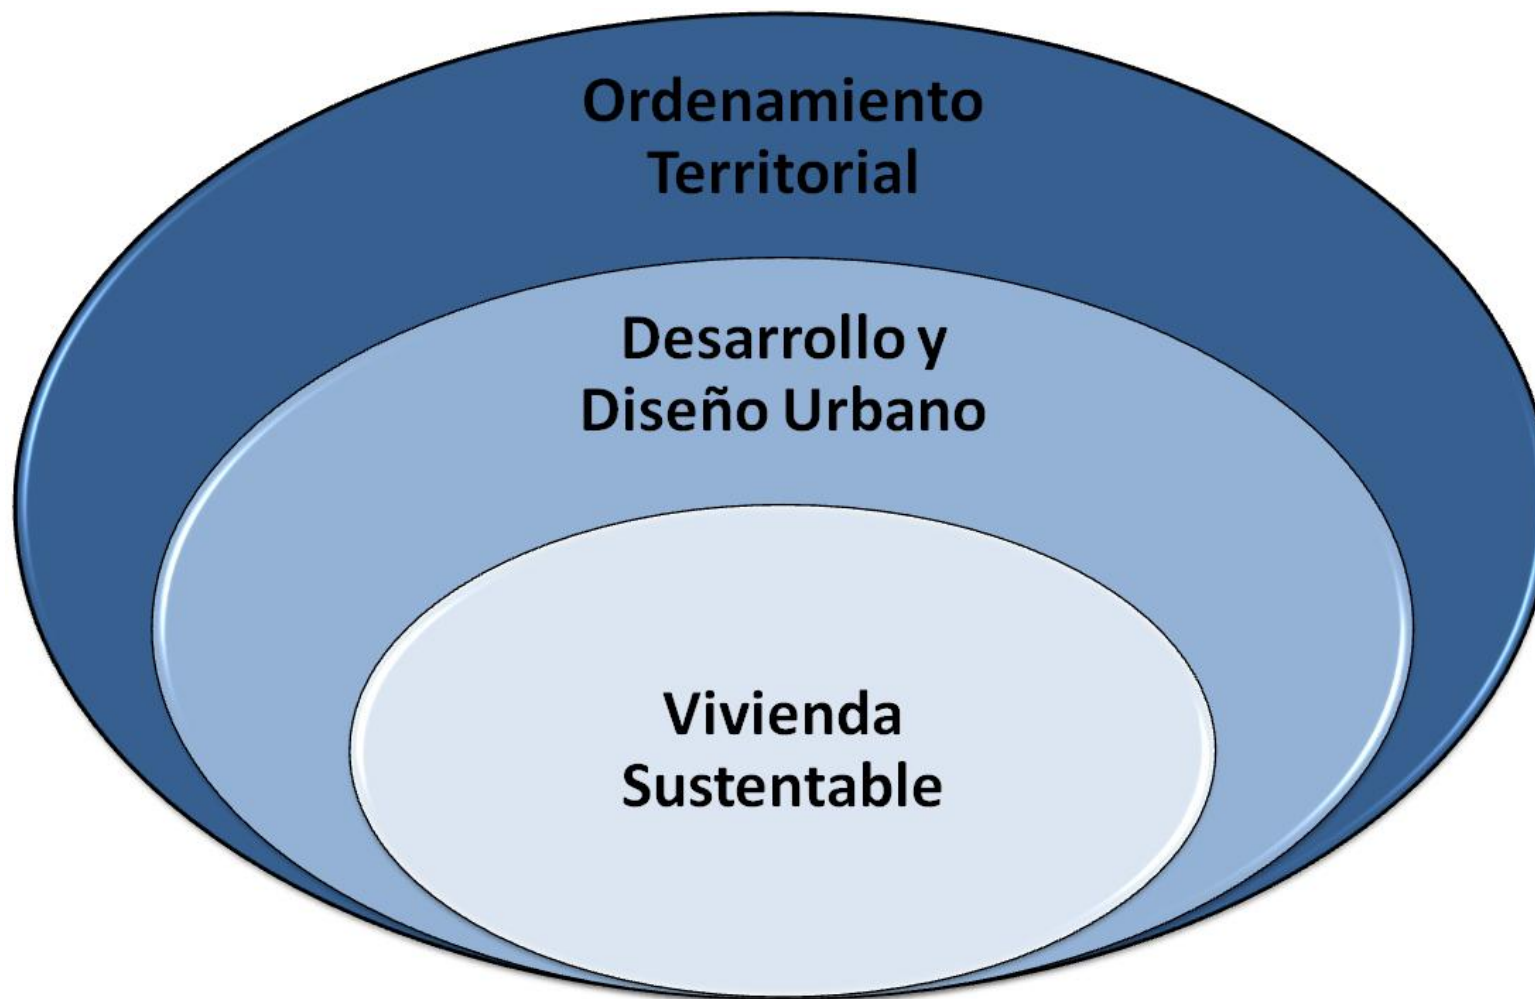 Ordenamiento
Territorial
Desarrollo y
Diseño Urbano
Vivienda
Sustentable